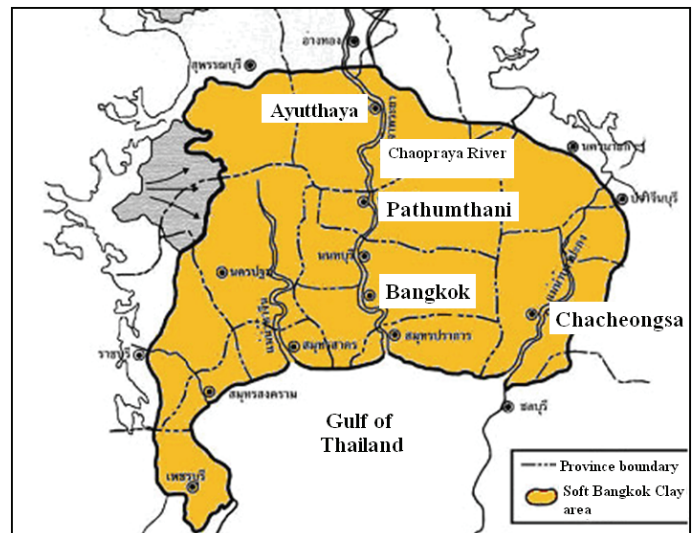 อ่างทอง
สุพรรณบุรี
Ayutthaya
Chaopraya River
นครนายก
ปราจีนบุรี
Pathumthani
นนทบุรี
นครปฐม
Bangkok
Chacheongsa
สมุทรปราการ
สมุทรสาคร
ราชบุรี
สมุทรสงคราม
ชลบุรี
Gulf of
Thailand
เพชรบุรี
Province boundary
Soft Bangkok Clay
area